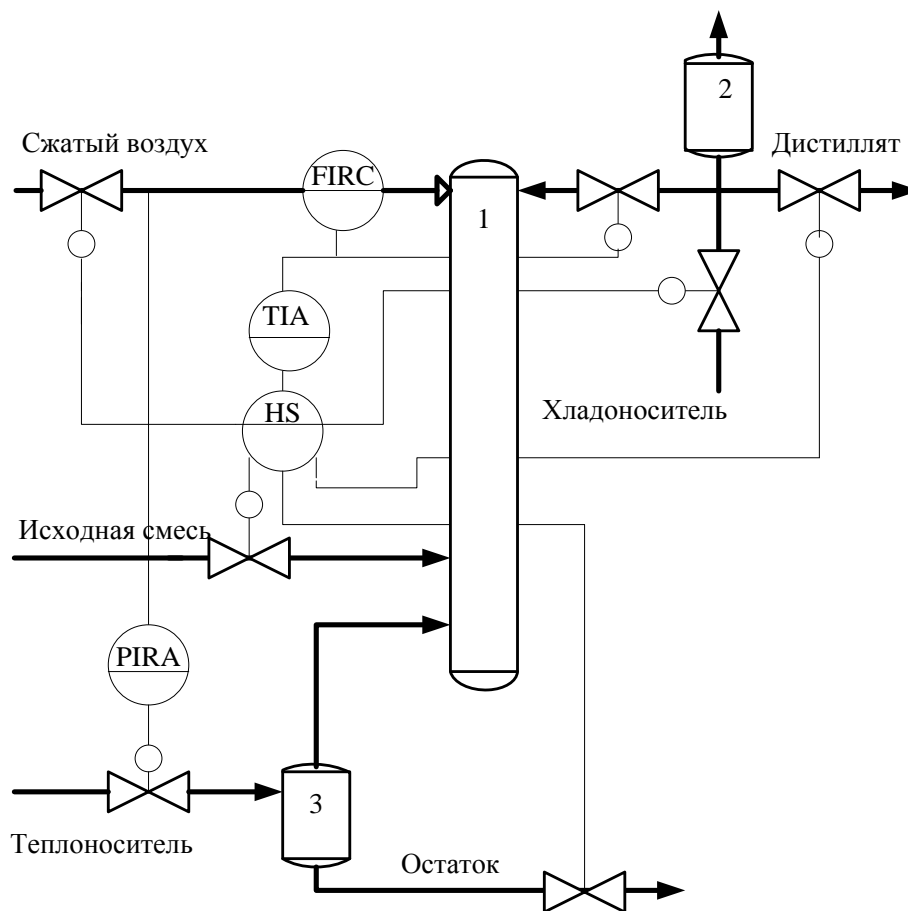 2
Сжатый воздух
Дистиллят
FIRC
1
TIA
HS
Хладоноситель
Исходная смесь
PIRA
3
Теплоноситель
Остаток